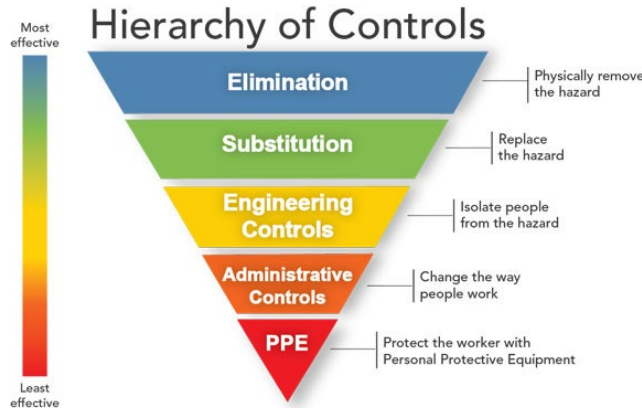 Hierarchy of Controls
Most
effective
Elimination
Physically remove
the hazard
Substitution
Replace
the hazard
Engineering
Controls
Isolate people
from the hazard
Administrative
Controls
Change the way
people work
PPE
Protect the worker with
Personal Protective Equipment
Least
effective